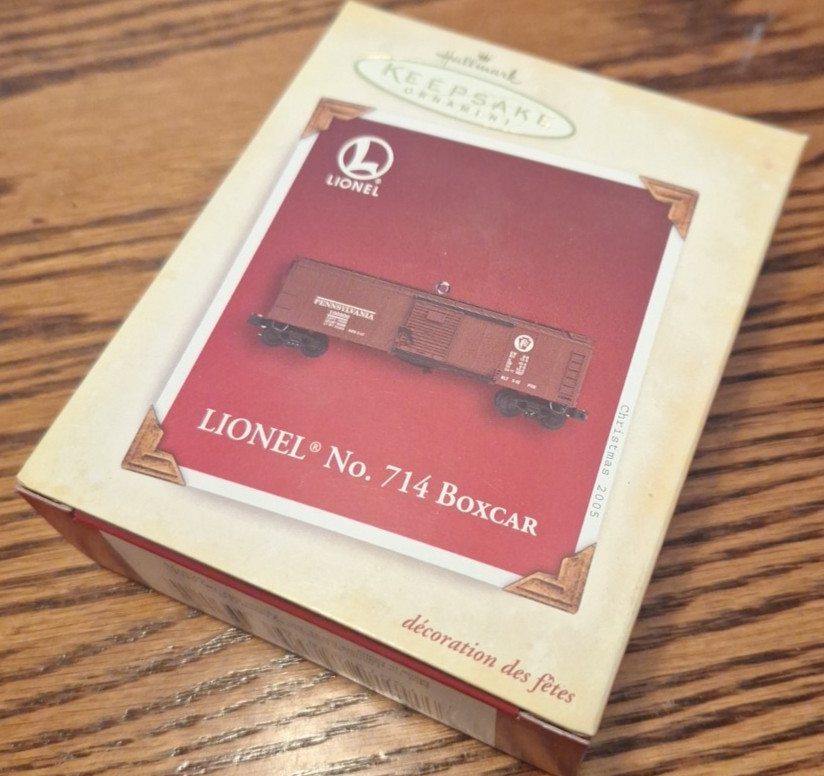 Hallmark
KEEPSAKE
ORNAMENT
LIONEL®
PENNSYLVANIA
LIONEL® No. 714 BOXCAR
Christmas 2005
décoration des fêtes